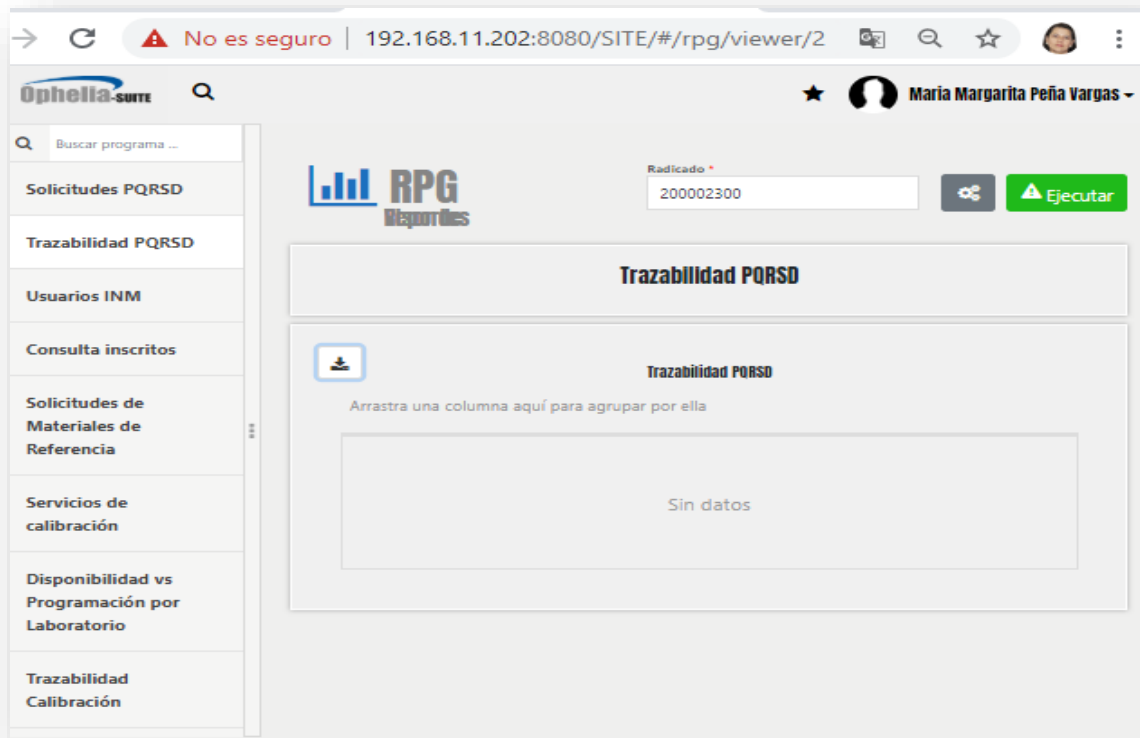 No es seguro | 192.168.11.202:8080/SITE/#/rpg/viewer/2
Ophelia-SUITE
Maria Margarita Peña Vargas
Buscar programa ...
Solicitudes PQRSD
Trazabilidad PQRSD
Usuarios INM
Consulta inscritos
Solicitudes de
Materiales de
Referencia
Servicios de
calibración
Disponibilidad vs
Programación por
Laboratorio
Trazabilidad
Calibración
RPG
Reportes
Radicado *
200002300
Ejecutar
Trazabilidad PQRSD
Trazabilidad PQRSD
Arrastra una columna aquí para agrupar por ella
Sin datos